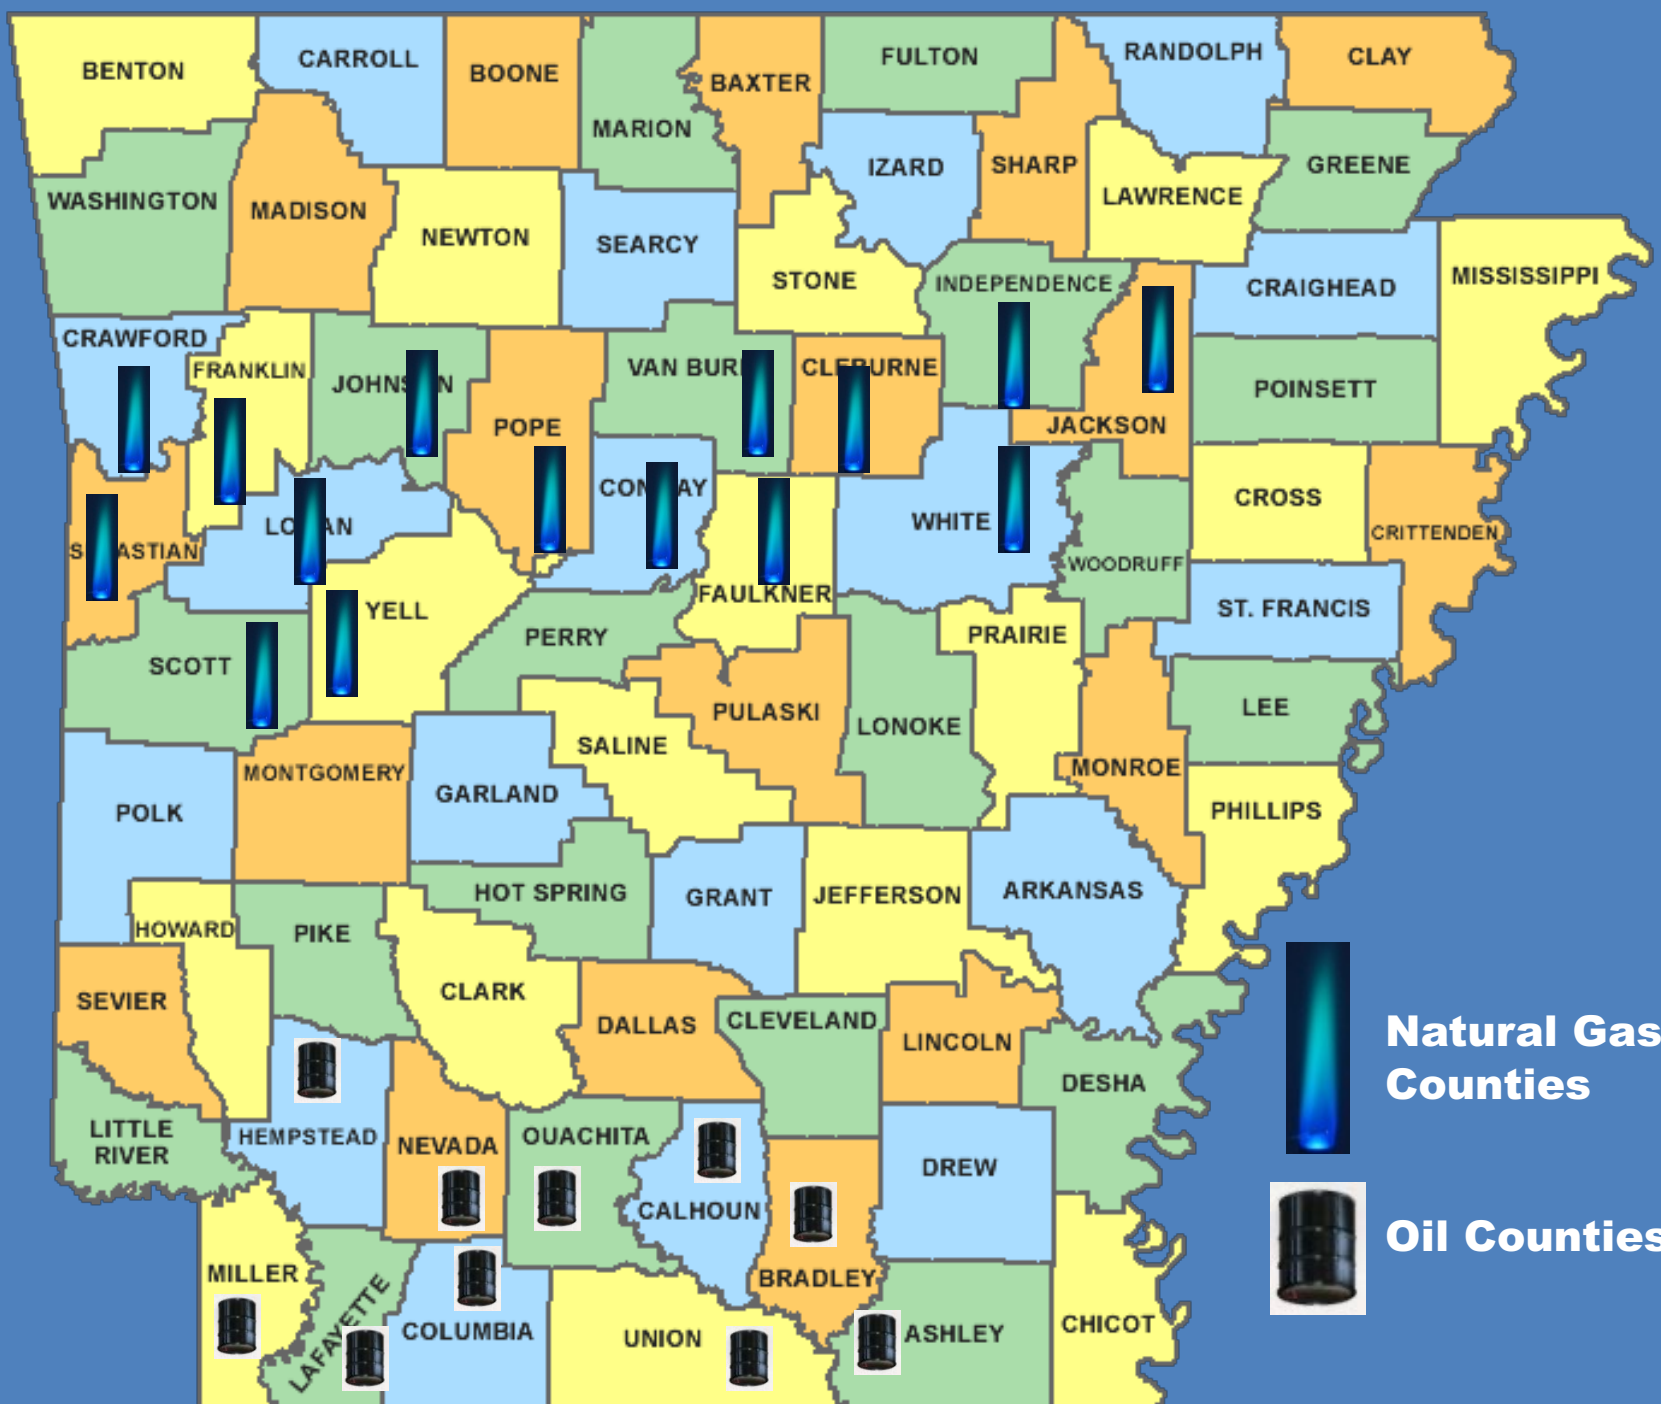 BENTON
CARROLL
BOONE
MARION
BAXTER
FULTON
RANDOLPH
CLAY
IZARD
SHARP
LAWRENCE
GREENE
WASHINGTON
MADISON
NEWTON
SEARCY
STONE
INDEPENDENCE
CRAIGHEAD
MISSISSIPPI
CRAWFORD
FRANKLIN
POPE
JACKSON
POINSETT
WHITE
WOODRUFF
CROSS
CRITTENDEN
YELL
FAULKNER
ST. FRANCIS
SCOTT
PERRY
PULASKI
LONOKE
PRAIRIE
MONROE
LEE
POLK
MONTGOMERY
GARLAND
SALINE
PHILLIPS
HOWARD
PIKE
HOT SPRING
GRANT
JEFFERSON
ARKANSAS
SEVIER
CLARK
DALLAS
CLEVELAND
LINCOLN
DESHA
Natural Gas
Counties
LITTLE
RIVER
HEMPSTEAD
NEVADA
OUACHITA
CALHOUN
DREW
Oil Counties
MILLER
LAFAYETTE
COLUMBIA
UNION
BRADLEY
ASHLEY
CHICOT